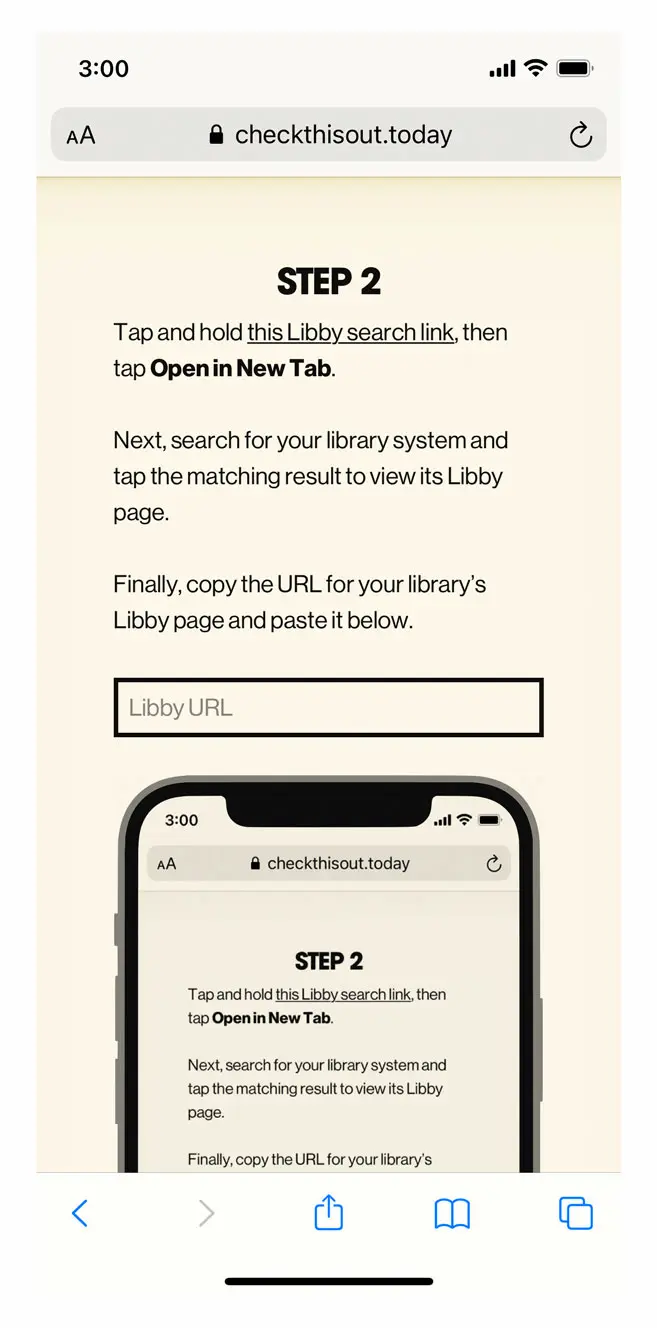 3:00
AA checkthisout.today
STEP 2
Tap and hold this Libby search link, then
tap Open in New Tab.
Next, search for your library system and
tap the matching result to view its Libby
page.
Finally, copy the URL for your library's
Libby page and paste it below.
Libby URL
3:00
AA checkthisout.today
STEP 2
Tap and hold this Libby search link, then
tap Open in New Tab.
Next, search for your library system and
tap the matching result to view its Libby
page.
Finally, copy the URL for your library's